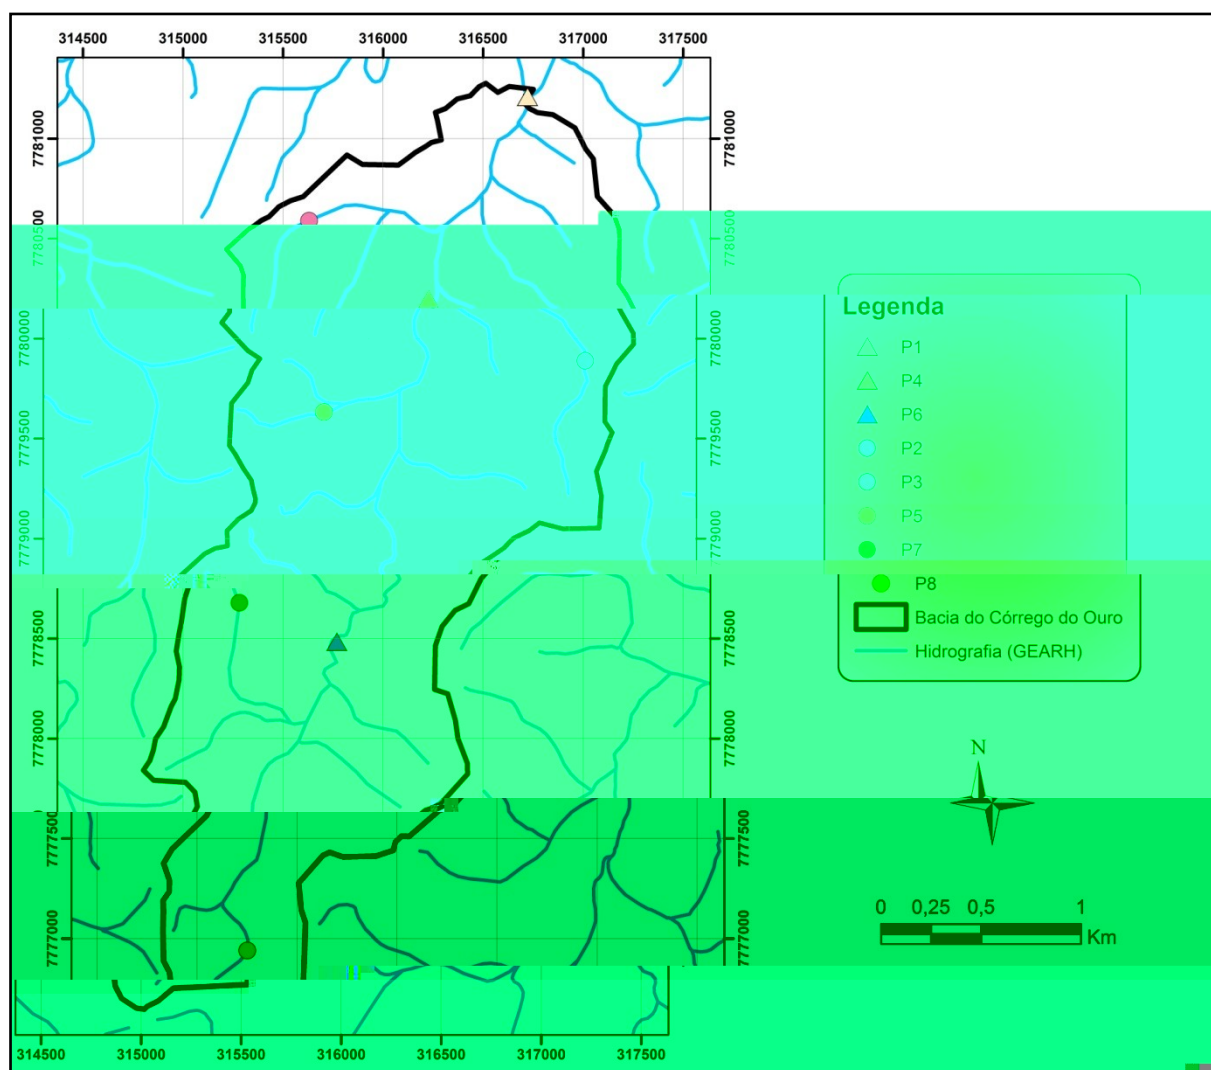 314500 315000 315500 316000 316500 317000 317500
7781000 7781000
7780500 7780500
7780000 7780000
7779500 7779500
7779000 7779000
7778500 7778500
7778000 7778000
7777500 7777500
7777000 7777000
Legenda
P1
P4
P6
P2
P3
P5
P7
P8
Bacia do Córrego do Ouro
Hidrografia (GEARH)
N
0 0,25 0,5 1
Km
314500 315000 315500 316000 316500 317000 317500